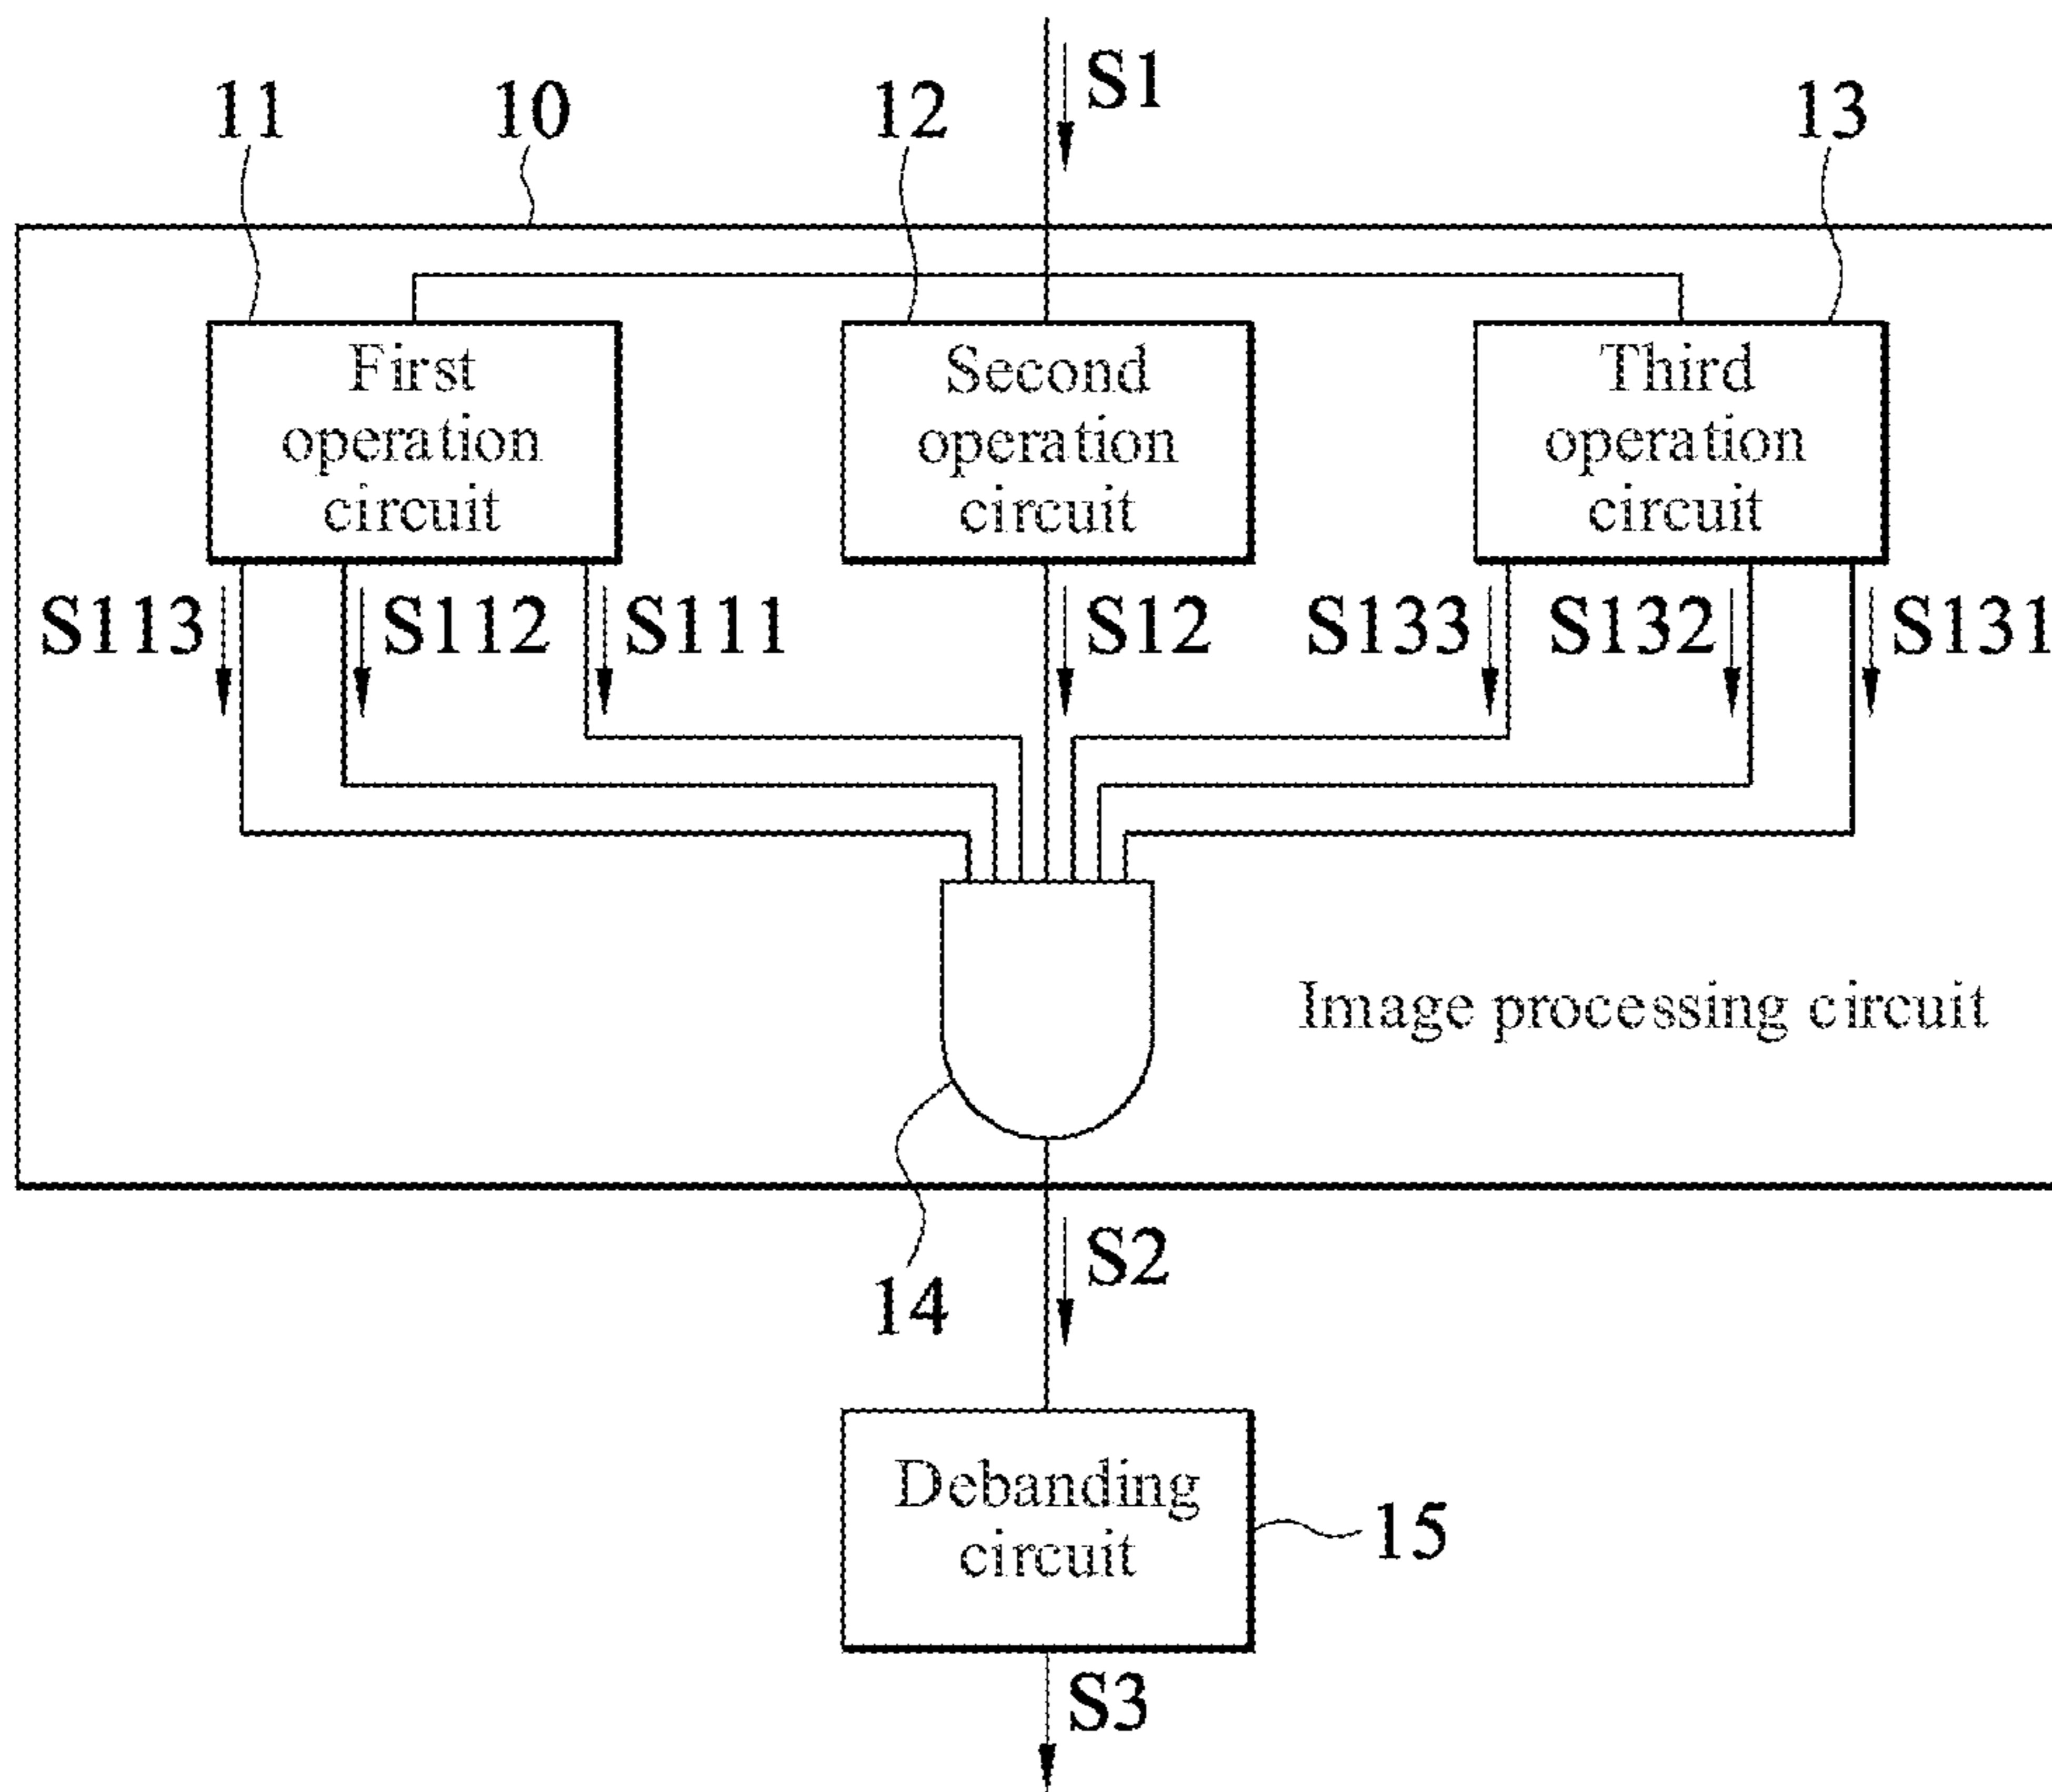 S1
11
10
12
13
First
operation
circuit
Second
operation
circuit
Third
operation
circuit
S113
S112
S111
S12
S133
S132
S131
Image processing circuit
14
S2
Debanding
circuit
15
S3